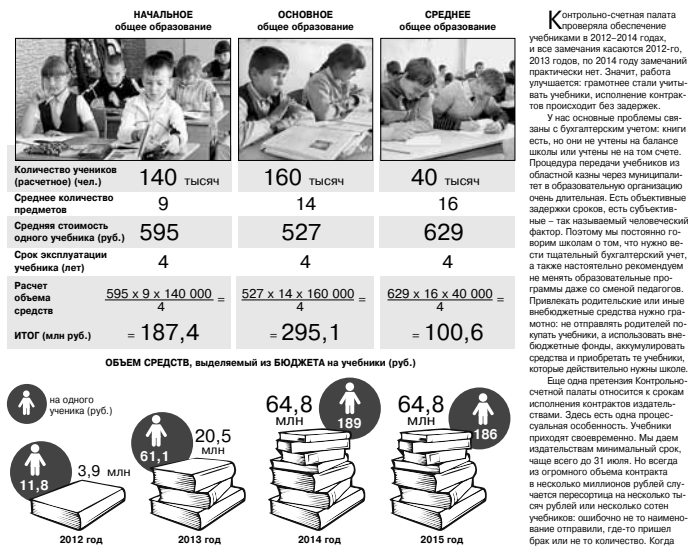 НАЧАЛЬНОЕ
общее образование
ОСНОВНОЕ
общее образование
СРЕДНЕЕ
общее образование
Количество учеников
(расчетное) (чел.)
140 тысяч
160 тысяч
40 тысяч
Среднее количество
предметов
9
14
16
Средняя стоимость
одного учебника (руб.)
595
527
629
Срок эксплуатации
учебника (лет)
4
4
4
Расчет
объема
средств
595 x 9 x 140 000 =
4
527 x 14 x 160 000 =
4
629 x 16 x 40 000 =
4
ИТОГ (млн руб.)
= 187,4
= 295,1
= 100,6
ОБЪЕМ СРЕДСТВ, выделяемый из БЮДЖЕТА на учебники (руб.)
на одного
ученика (руб.)
11,8
3,9 млн
2012 год
61,1
20,5
млн
2013 год
64,8
млн
189
2014 год
64,8
млн
186
2015 год
Контрольно-счетная палата
проверяла обеспечение
учебниками в 2012–2014 годах,
и все замечания касаются 2012-го,
2013 годов, по 2014 году замечаний
практически нет. Значит, работа
улучшается: грамотнее стали учиты-
вать учебники, исполнение контрак-
тов происходит без задержек.
У нас основные проблемы свя-
заны с бухгалтерским учетом: книги
есть, но они не учтены на балансе
школы или учтены не на том счете.
Процедура передачи учебников из
областной казны через муниципали-
тет в образовательную организацию
очень длительная. Есть объективные
задержки сроков, есть субъектив-
ные – так называемый человеческий
фактор. Поэтому мы постоянно го-
ворим школам о том, что нужно ве-
сти тщательный бухгалтерский учет,
а также настоятельно рекомендуем
не менять образовательные про-
граммы даже со сменой педагогов.
Привлекать родительские или иные
внебюджетные средства нужно гра-
мотно: не отправлять родителей по-
купать учебники, а использовать вне-
бюджетные фонды, аккумулировать
средства и приобретать те учебники,
которые действительно нужны школе.
Еще одна претензия Контрольно-
счетной палаты относится к срокам
исполнения контрактов издатель-
ствами. Здесь есть одна процес-
суальная особенность. Учебники
приходят своевременно. Мы даем
издательствам минимальный срок,
чаще всего до 31 июля. Но всегда
из огромного объема контракта
в несколько миллионов рублей слу-
чается пересортица на несколько ты-
сяч рублей или несколько сотен
учебников: ошибочно не то наимено-
вание отправили, где-то пришел
брак или не то количество. Когда